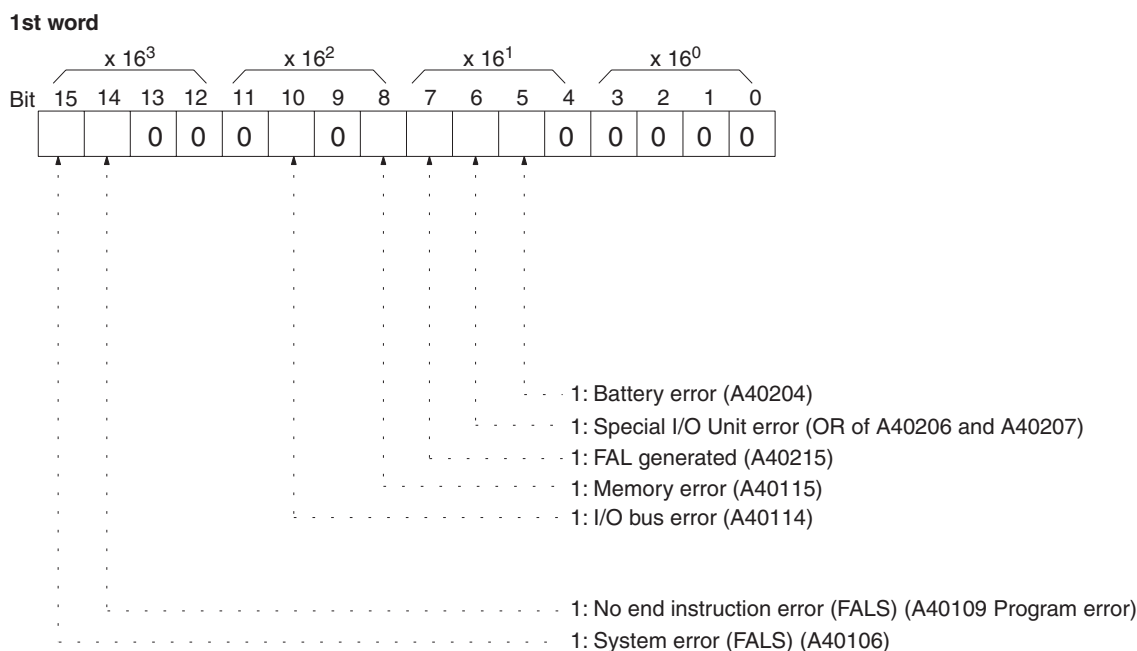 1st word
x 16³ x 16² x 16¹ x 16⁰
Bit 15 14 13 12 11 10 9 8 7 6 5 4 3 2 1 0
0 0 0 0 0 0 0 0 0
1: Battery error (A40204)
1: Special I/O Unit error (OR of A40206 and A40207)
1: FAL generated (A40215)
1: Memory error (A40115)
1: I/O bus error (A40114)
1: No end instruction error (FALS) (A40109 Program error)
1: System error (FALS) (A40106)